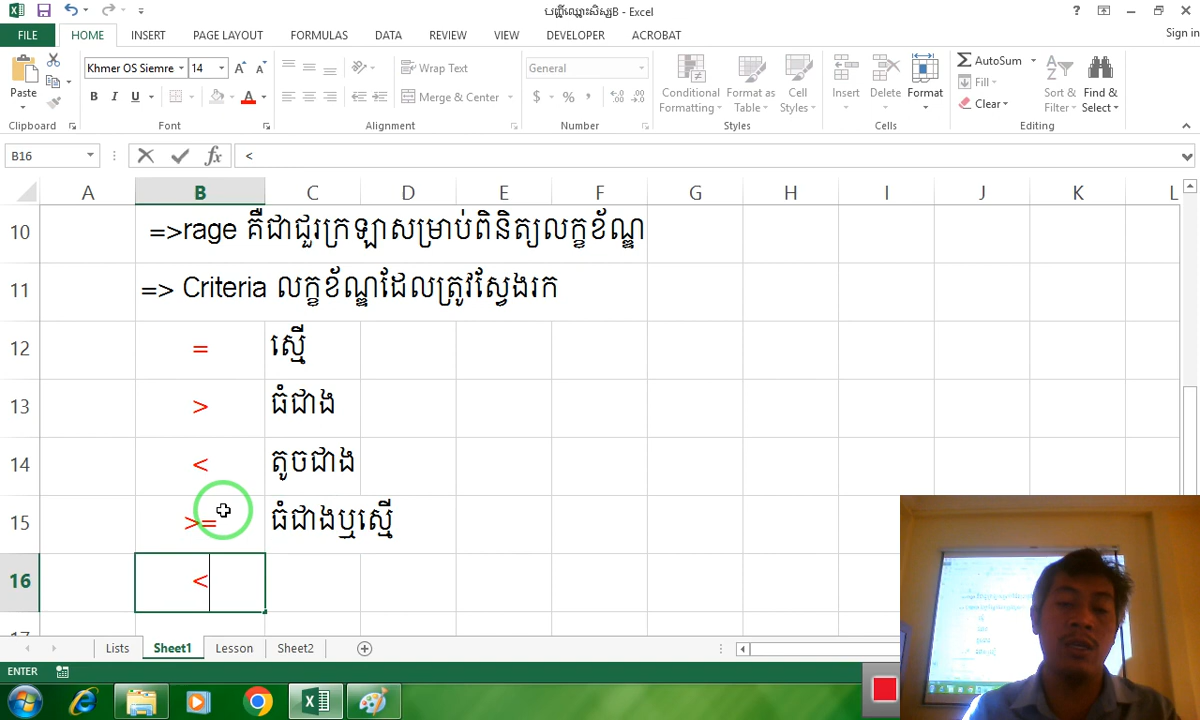 បញ្ជីឈ្មោះសិស្សB - Excel
FILE HOME INSERT PAGE LAYOUT FORMULAS DATA REVIEW VIEW DEVELOPER ACROBAT Sign in
Paste Khmer OS Siemre 14 Wrap Text General Conditional Formatting Format as Table Cell Styles Insert Delete Format AutoSum Fill Clear Sort & Filter Find & Select
B I U A Merge & Center $ % ,
Clipboard Font Alignment Number Styles Cells Editing
B16 fx <
A B C D E F G H I J K L
10 =>rage គឺជាជួរក្រឡាសម្រាប់ពិនិត្យលក្ខខ័ណ្ឌ
11 => Criteria លក្ខខ័ណ្ឌដែលត្រូវស្វែងរក
12 = ស្មើ
13 > ធំជាង
14 < តូចជាង
15 >= ធំជាងឬស្មើ
16 <
17
Lists Sheet1 Lesson Sheet2
ENTER